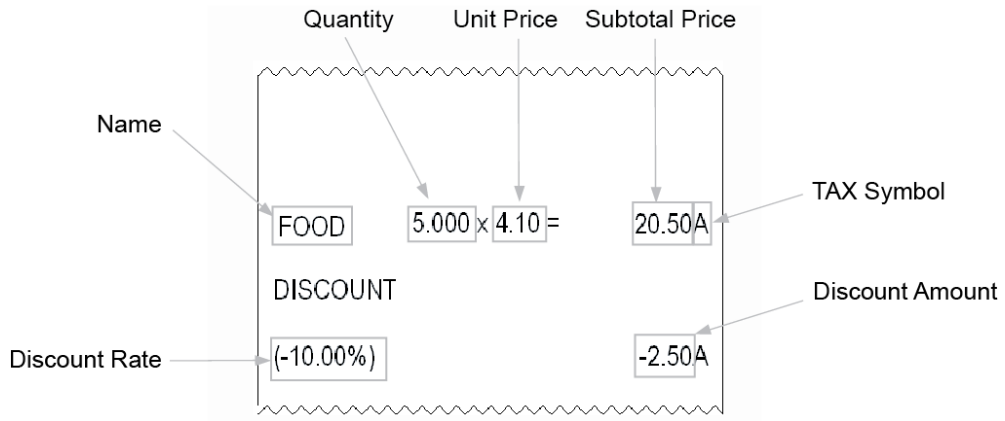 Quantity Unit Price Subtotal Price
Name
TAX Symbol
FOOD 5.000 x 4.10 = 20.50A
DISCOUNT
Discount Amount
Discount Rate (-10.00%) -2.50A